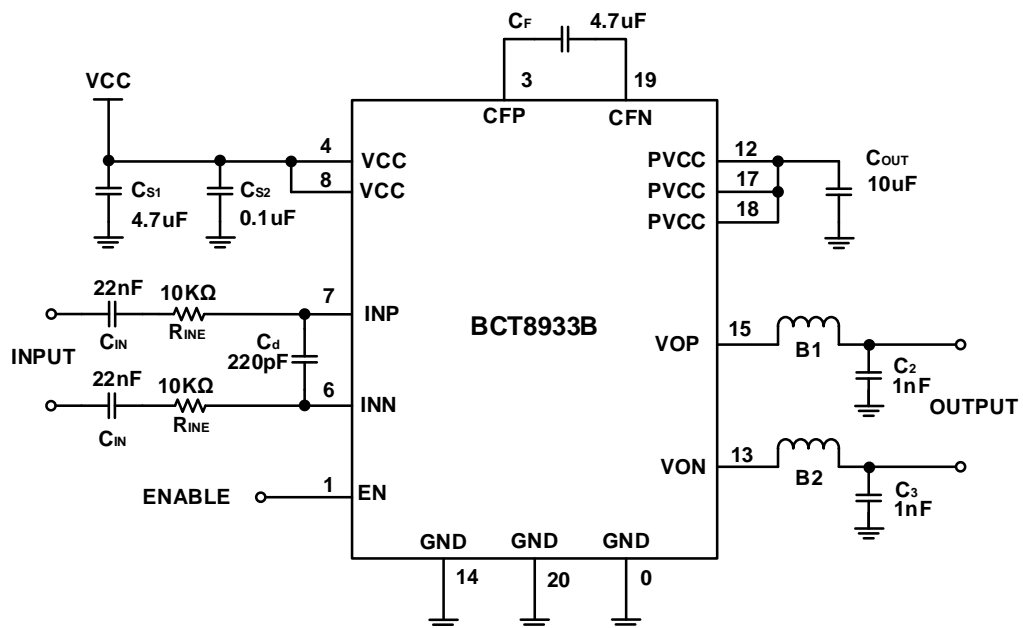 CF 4.7uF
3 19
CFP CFN
VCC
4 VCC
8 VCC
CS1
4.7uF
CS2
0.1uF
PVCC 12
PVCC 17
PVCC 18
COUT
10uF
22nF 10KΩ 7 INP
CIN RINE
INPUT
Cd
220pF
22nF 10KΩ 6 INN
CIN RINE
ENABLE 1 EN
BCT8933B
VOP 15
B1
C2
1nF
OUTPUT
VON 13
B2
C3
1nF
GND GND GND
14 20 0